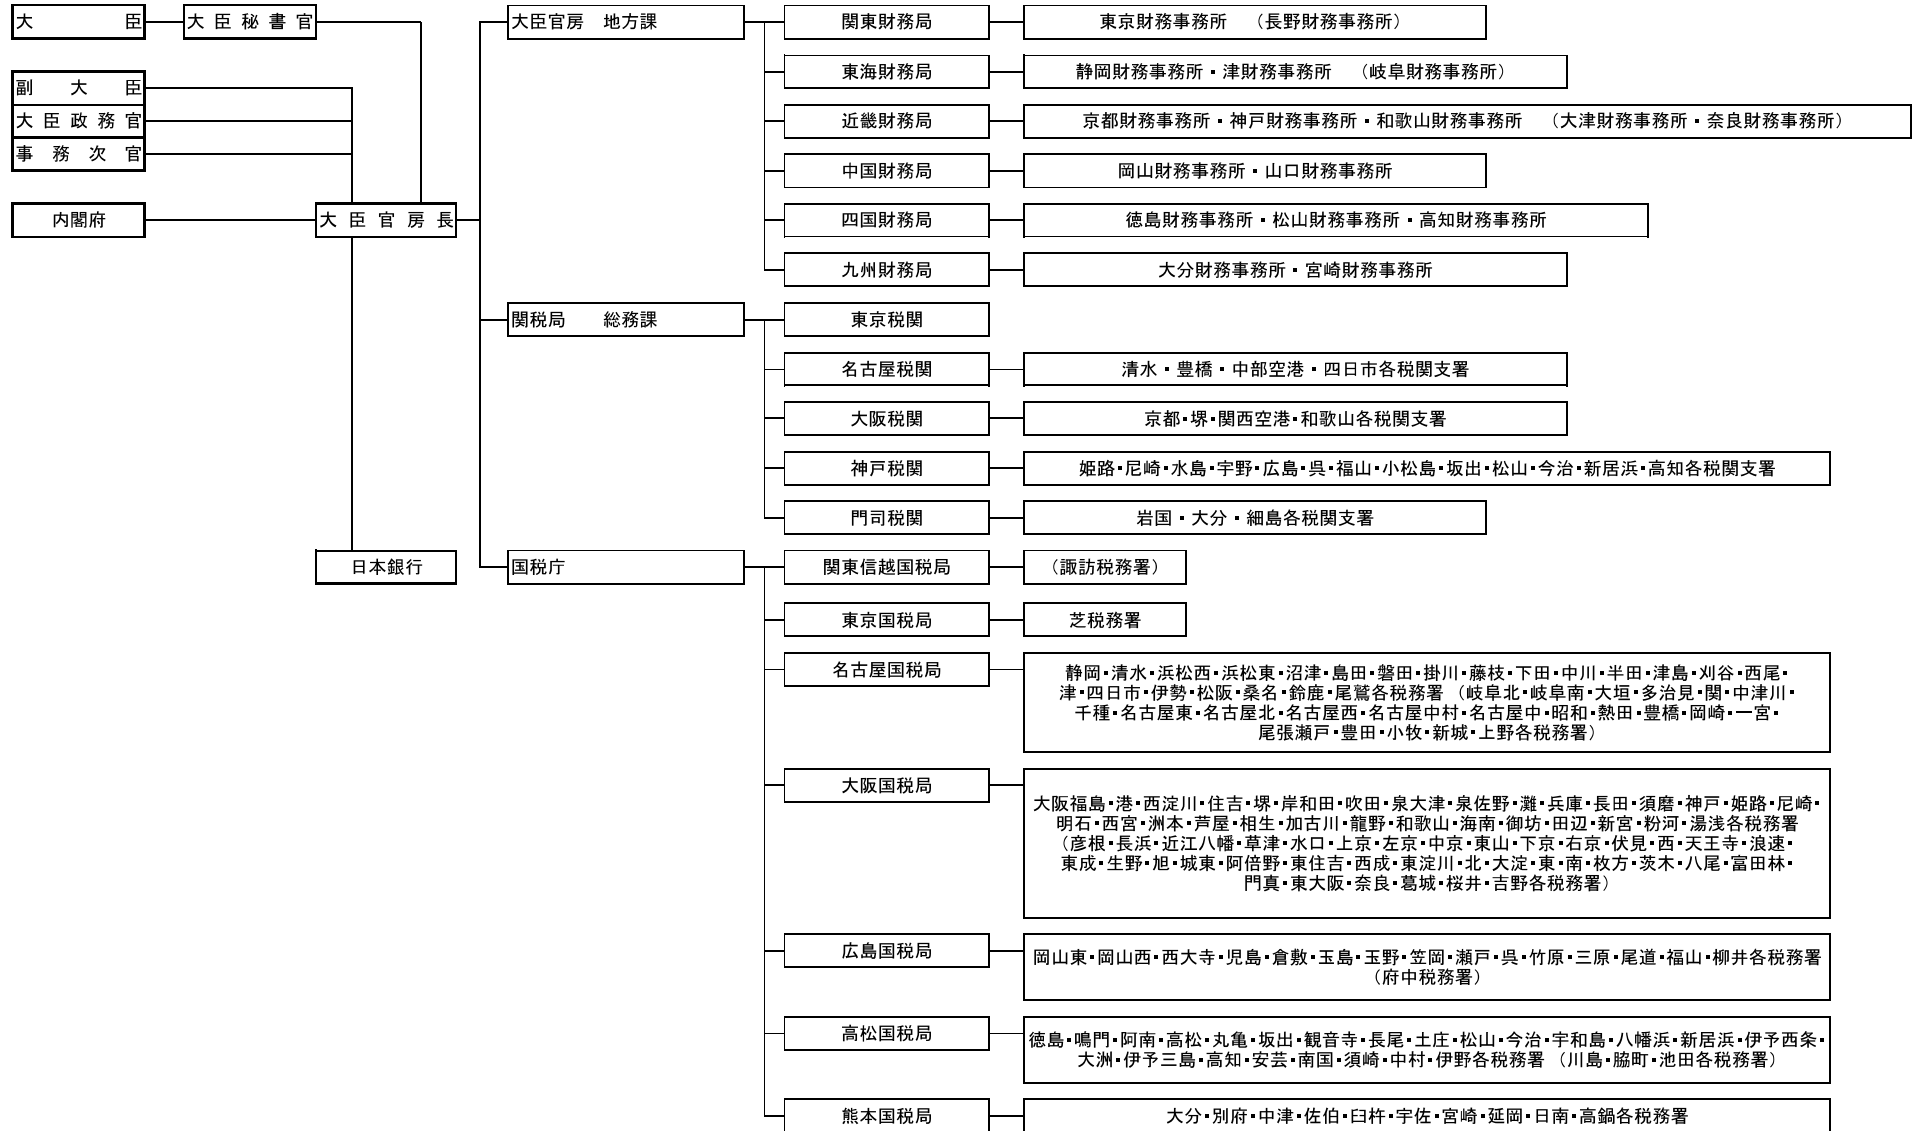 大臣
大臣秘書官
副大臣
大臣政務官
事務次官
内閣府
大臣官房長
日本銀行
大臣官房　地方課
関東財務局
東京財務事務所　（長野財務事務所）
東海財務局
静岡財務事務所・津財務事務所　（岐阜財務事務所）
近畿財務局
京都財務事務所・神戸財務事務所・和歌山財務事務所　（大津財務事務所・奈良財務事務所）
中国財務局
岡山財務事務所・山口財務事務所
四国財務局
徳島財務事務所・松山財務事務所・高知財務事務所
九州財務局
大分財務事務所・宮崎財務事務所
関税局　　総務課
東京税関
名古屋税関
清水・豊橋・中部空港・四日市各税関支署
大阪税関
京都・堺・関西空港・和歌山各税関支署
神戸税関
姫路・尼崎・水島・宇野・広島・呉・福山・小松島・坂出・松山・今治・新居浜・高知各税関支署
門司税関
岩国・大分・細島各税関支署
国税庁
関東信越国税局
（諏訪税務署）
東京国税局
芝税務署
名古屋国税局
静岡・清水・浜松西・浜松東・沼津・島田・磐田・掛川・藤枝・下田・中川・半田・津島・刈谷・西尾・
津・四日市・伊勢・松阪・桑名・鈴鹿・尾鷲各税務署（岐阜北・岐阜南・大垣・多治見・関・中津川・
千種・名古屋東・名古屋北・名古屋西・名古屋中村・名古屋中・昭和・熱田・豊橋・岡崎・一宮・
尾張瀬戸・豊田・小牧・新城・上野各税務署）
大阪国税局
大阪福島・港・西淀川・住吉・堺・岸和田・吹田・泉大津・泉佐野・灘・兵庫・長田・須磨・神戸・姫路・尼崎・
明石・西宮・洲本・芦屋・相生・加古川・龍野・和歌山・海南・御坊・田辺・新宮・粉河・湯浅各税務署
（彦根・長浜・近江八幡・草津・水口・上京・左京・中京・東山・下京・右京・伏見・西・天王寺・浪速・
東成・生野・旭・城東・阿倍野・東住吉・西成・東淀川・北・大淀・東・南・枚方・茨木・八尾・富田林・
門真・東大阪・奈良・葛城・桜井・吉野各税務署）
広島国税局
岡山東・岡山西・西大寺・児島・倉敷・玉島・玉野・笠岡・瀬戸・呉・竹原・三原・尾道・福山・柳井各税務署
（府中税務署）
高松国税局
徳島・鳴門・阿南・高松・丸亀・坂出・観音寺・長尾・土庄・松山・今治・宇和島・八幡浜・新居浜・伊予西条・
大洲・伊予三島・高知・安芸・南国・須崎・中村・伊野各税務署（川島・脇町・池田各税務署）
熊本国税局
大分・別府・中津・佐伯・臼杵・宇佐・宮崎・延岡・日南・高鍋各税務署